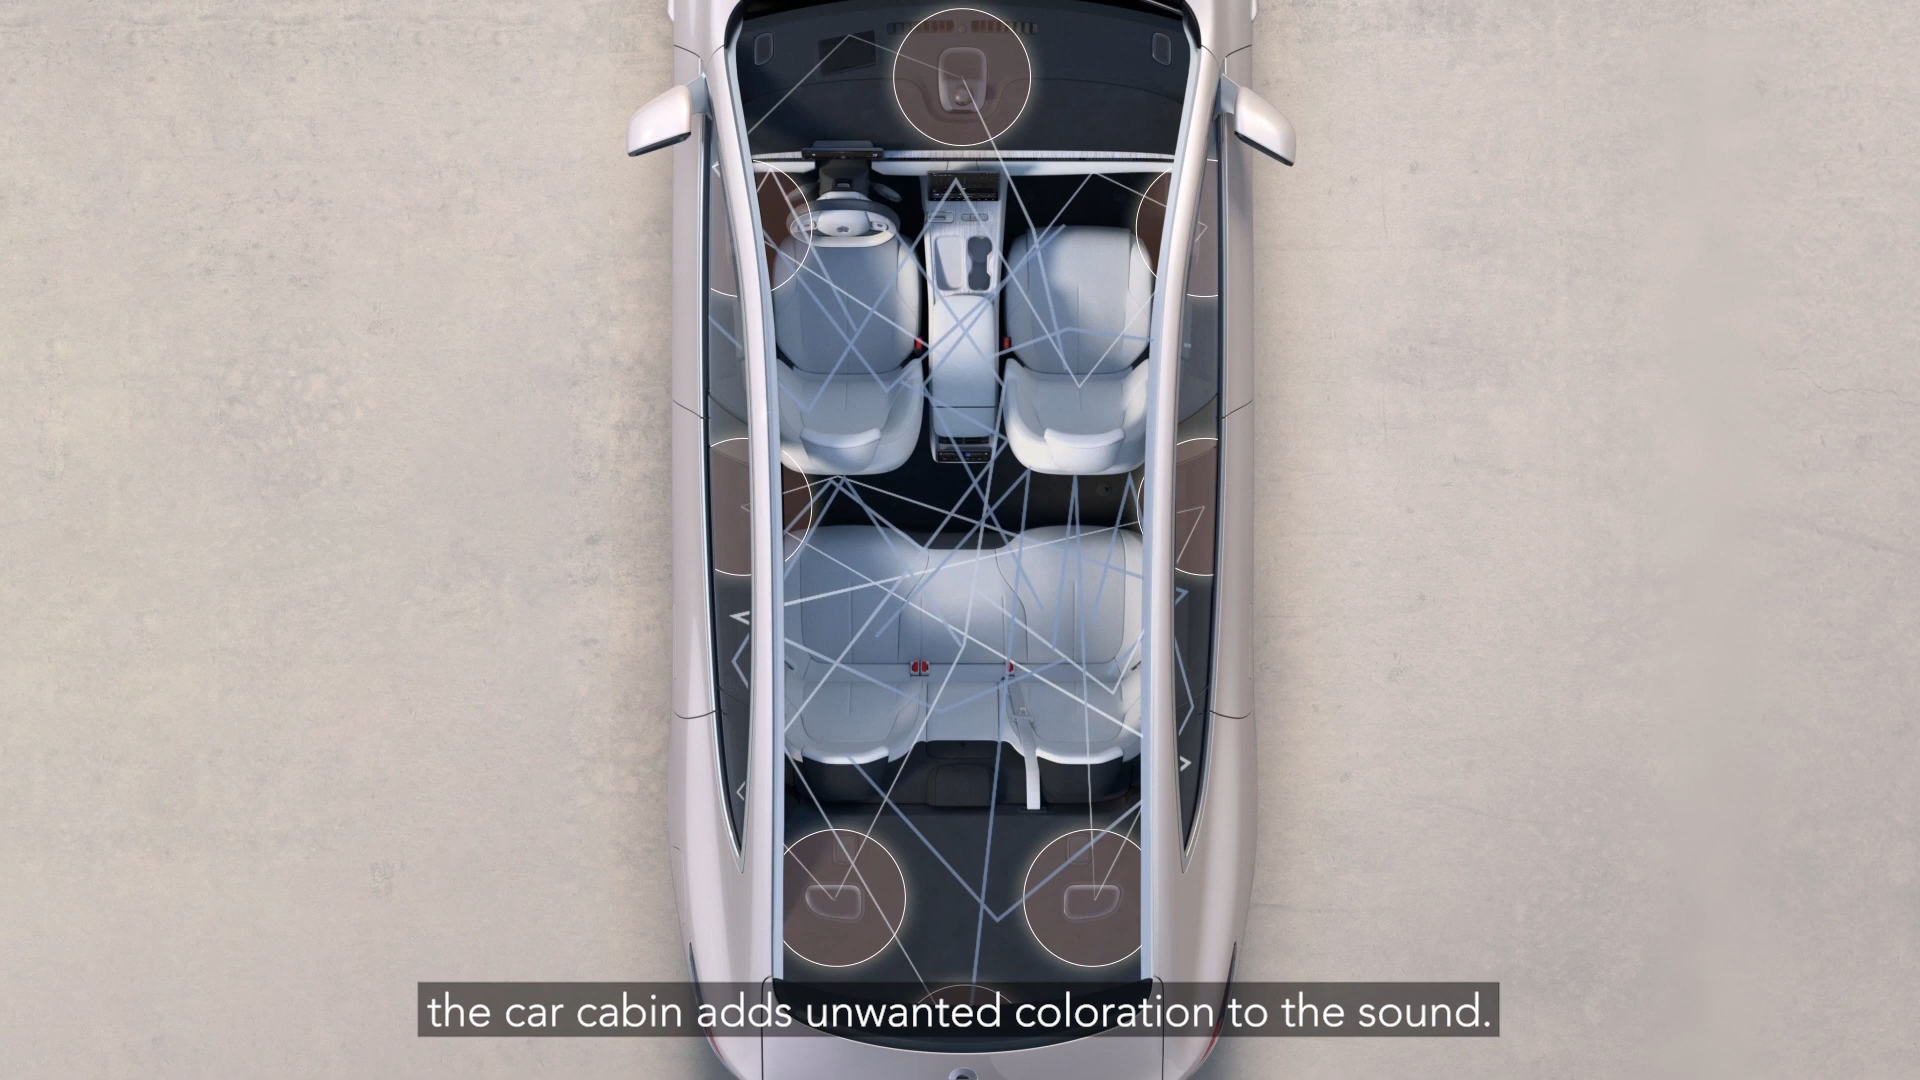 the car cabin adds unwanted coloration to the sound.